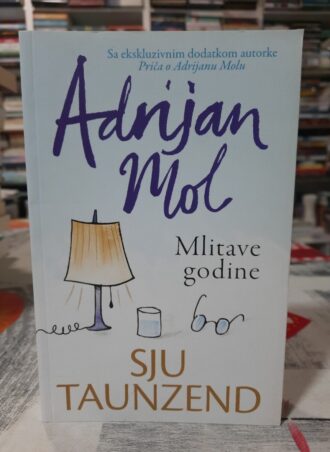 Sa ekskluzivnim dodatkom autorke
Priča o Adrijanu Molu
Adrijan
Mol
Mlitave
godine
SJU
TAUNZEND